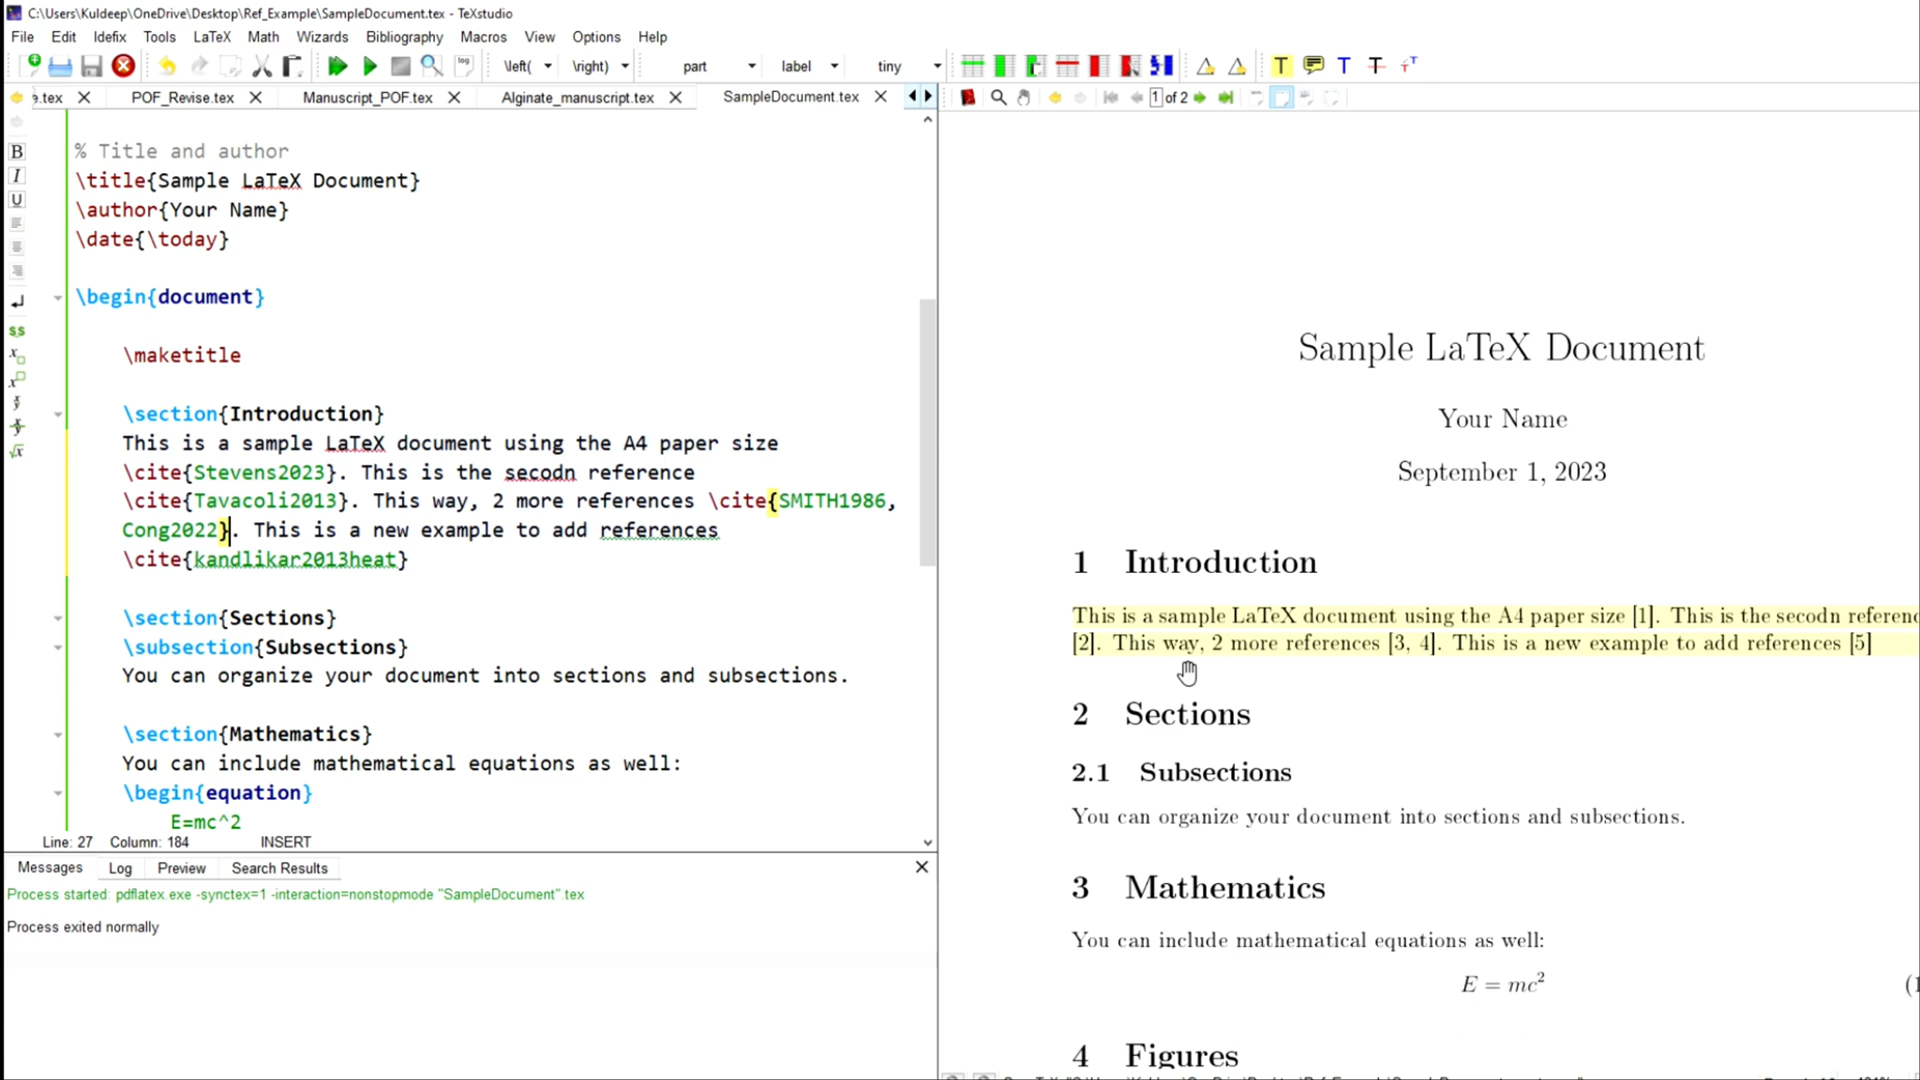 C:\Users\Kuldeep\OneDrive\Desktop\Ref_Example\SampleDocument.tex - TeXstudio
File Edit Idefix Tools LaTeX Math Wizards Bibliography Macros View Options Help
log \left( \right) part label tiny
e.tex POF_Revise.tex Manuscript_POF.tex Alginate_manuscript.tex SampleDocument.tex
1 of 2
% Title and author
\title{Sample LaTeX Document}
\author{Your Name}
\date{\today}
\begin{document}
\maketitle
\section{Introduction}
This is a sample LaTeX document using the A4 paper size
\cite{Stevens2023}. This is the secodn reference
\cite{Tavacoli2013}. This way, 2 more references \cite{SMITH1986,
Cong2022}. This is a new example to add references
\cite{kandlikar2013heat}
\section{Sections}
\subsection{Subsections}
You can organize your document into sections and subsections.
\section{Mathematics}
You can include mathematical equations as well:
\begin{equation}
E=mc^2
Line: 27 Column: 184 INSERT
Messages Log Preview Search Results
Process started: pdflatex.exe -synctex=1 -interaction=nonstopmode "SampleDocument".tex
Process exited normally
Sample LaTeX Document
Your Name
September 1, 2023
1 Introduction
This is a sample LaTeX document using the A4 paper size [1]. This is the secodn referenc
[2]. This way, 2 more references [3, 4]. This is a new example to add references [5]
2 Sections
2.1 Subsections
You can organize your document into sections and subsections.
3 Mathematics
You can include mathematical equations as well:
E = mc²
(1
4 Figures